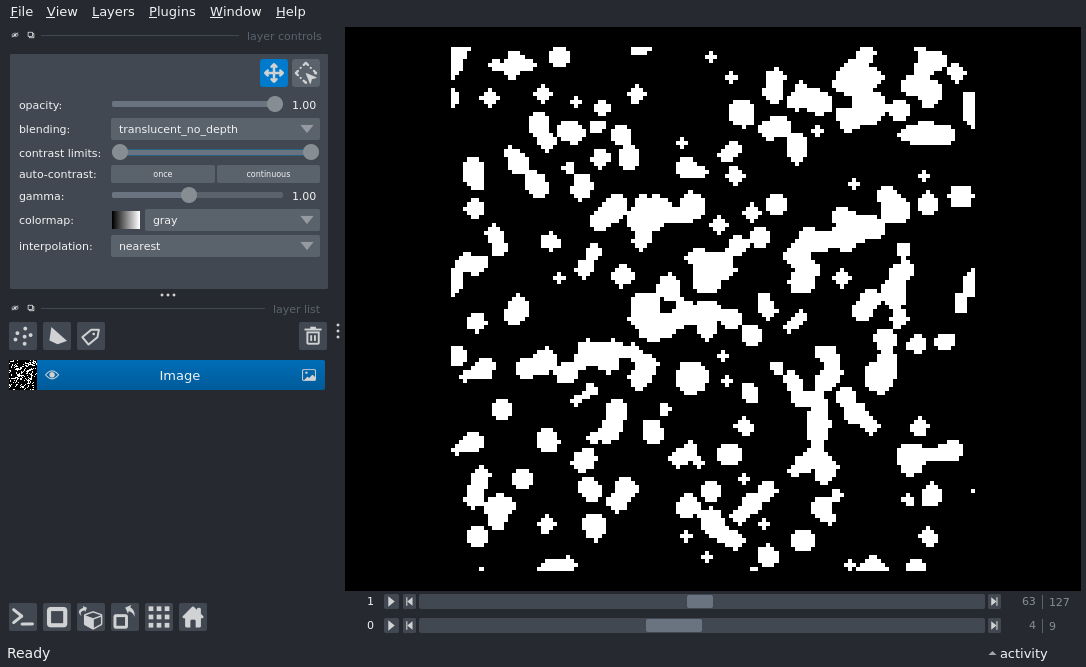 File View Layers Plugins Window Help
layer controls
opacity: 1.00
blending: translucent_no_depth
contrast limits:
auto-contrast: once continuous
gamma: 1.00
colormap: gray
interpolation: nearest
layer list
Image
1 63 127
0 4 9
Ready activity